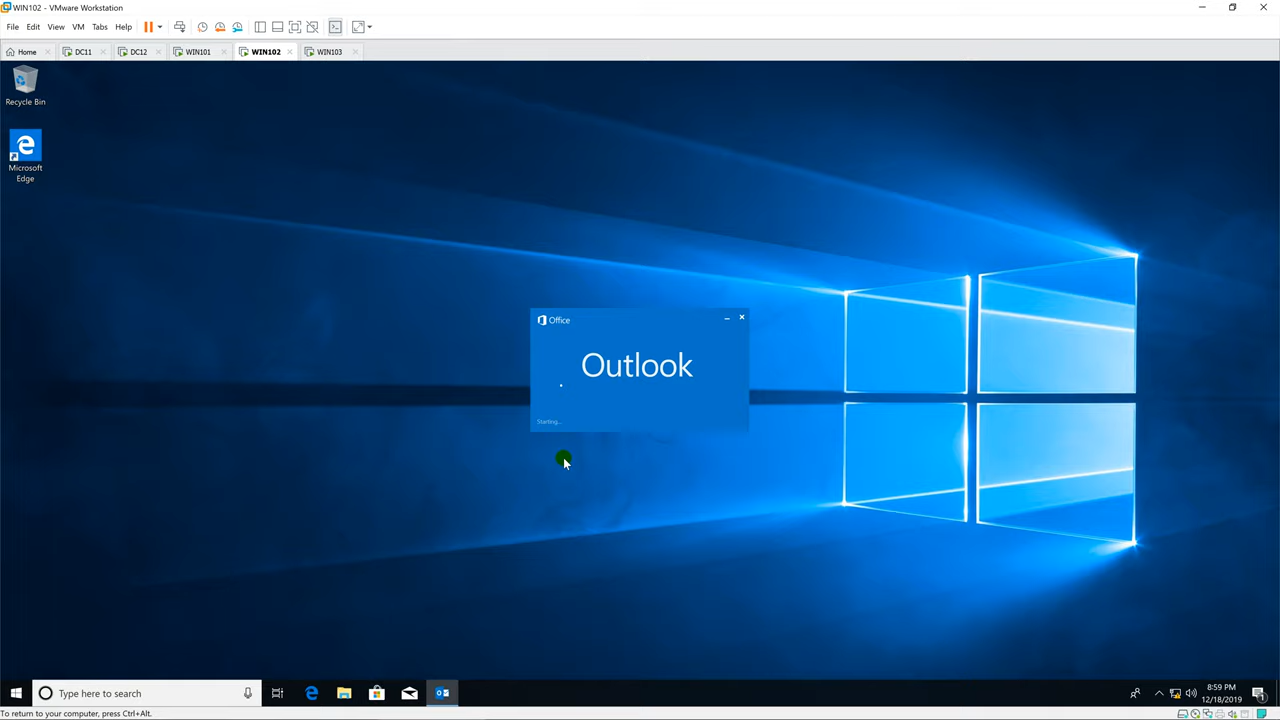 WIN102 - VMware Workstation
File Edit View VM Tabs Help
Home DC11 DC12 WIN101 WIN102 WIN103
Recycle Bin
Microsoft
Edge
Office
Outlook
Starting...
Type here to search
8:59 PM
12/18/2019
1
To return to your computer, press Ctrl+Alt.